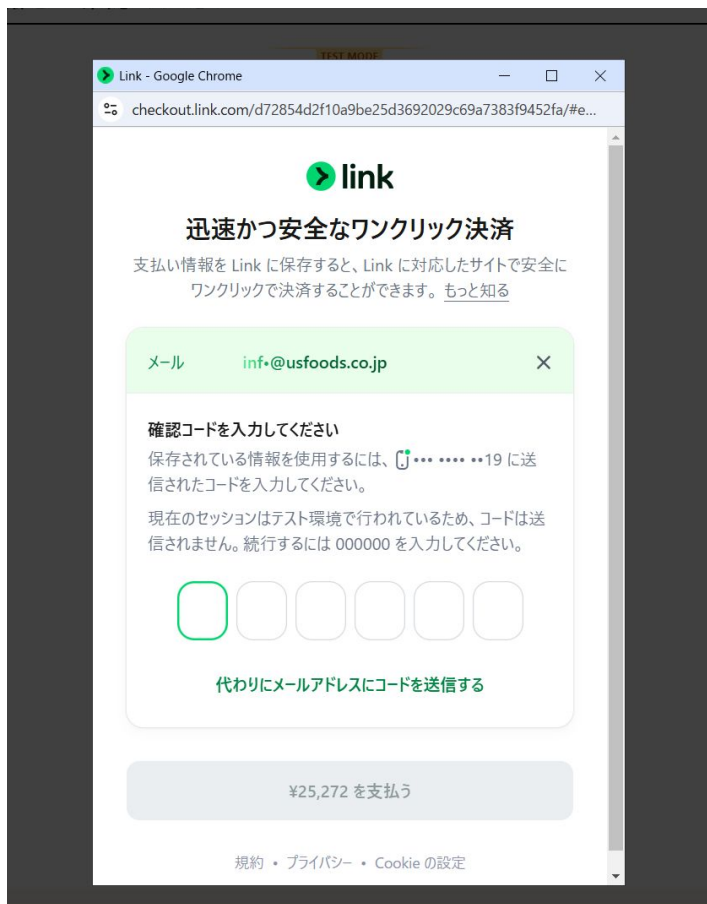 TEST MODE
Link - Google Chrome
checkout.link.com/d72854d2f10a9be25d3692029c69a7383f9452fa/#e...
link
迅速かつ安全なワンクリック決済
支払い情報を Link に保存すると、Link に対応したサイトで安全に
ワンクリックで決済することができます。 もっと知る
メール inf•@usfoods.co.jp
確認コードを入力してください
保存されている情報を使用するには、 ••• •••• ••19 に送
信されたコードを入力してください。
現在のセッションはテスト環境で行われているため、コードは送
信されません。続行するには 000000 を入力してください。
代わりにメールアドレスにコードを送信する
¥25,272 を支払う
規約 • プライバシー • Cookie の設定